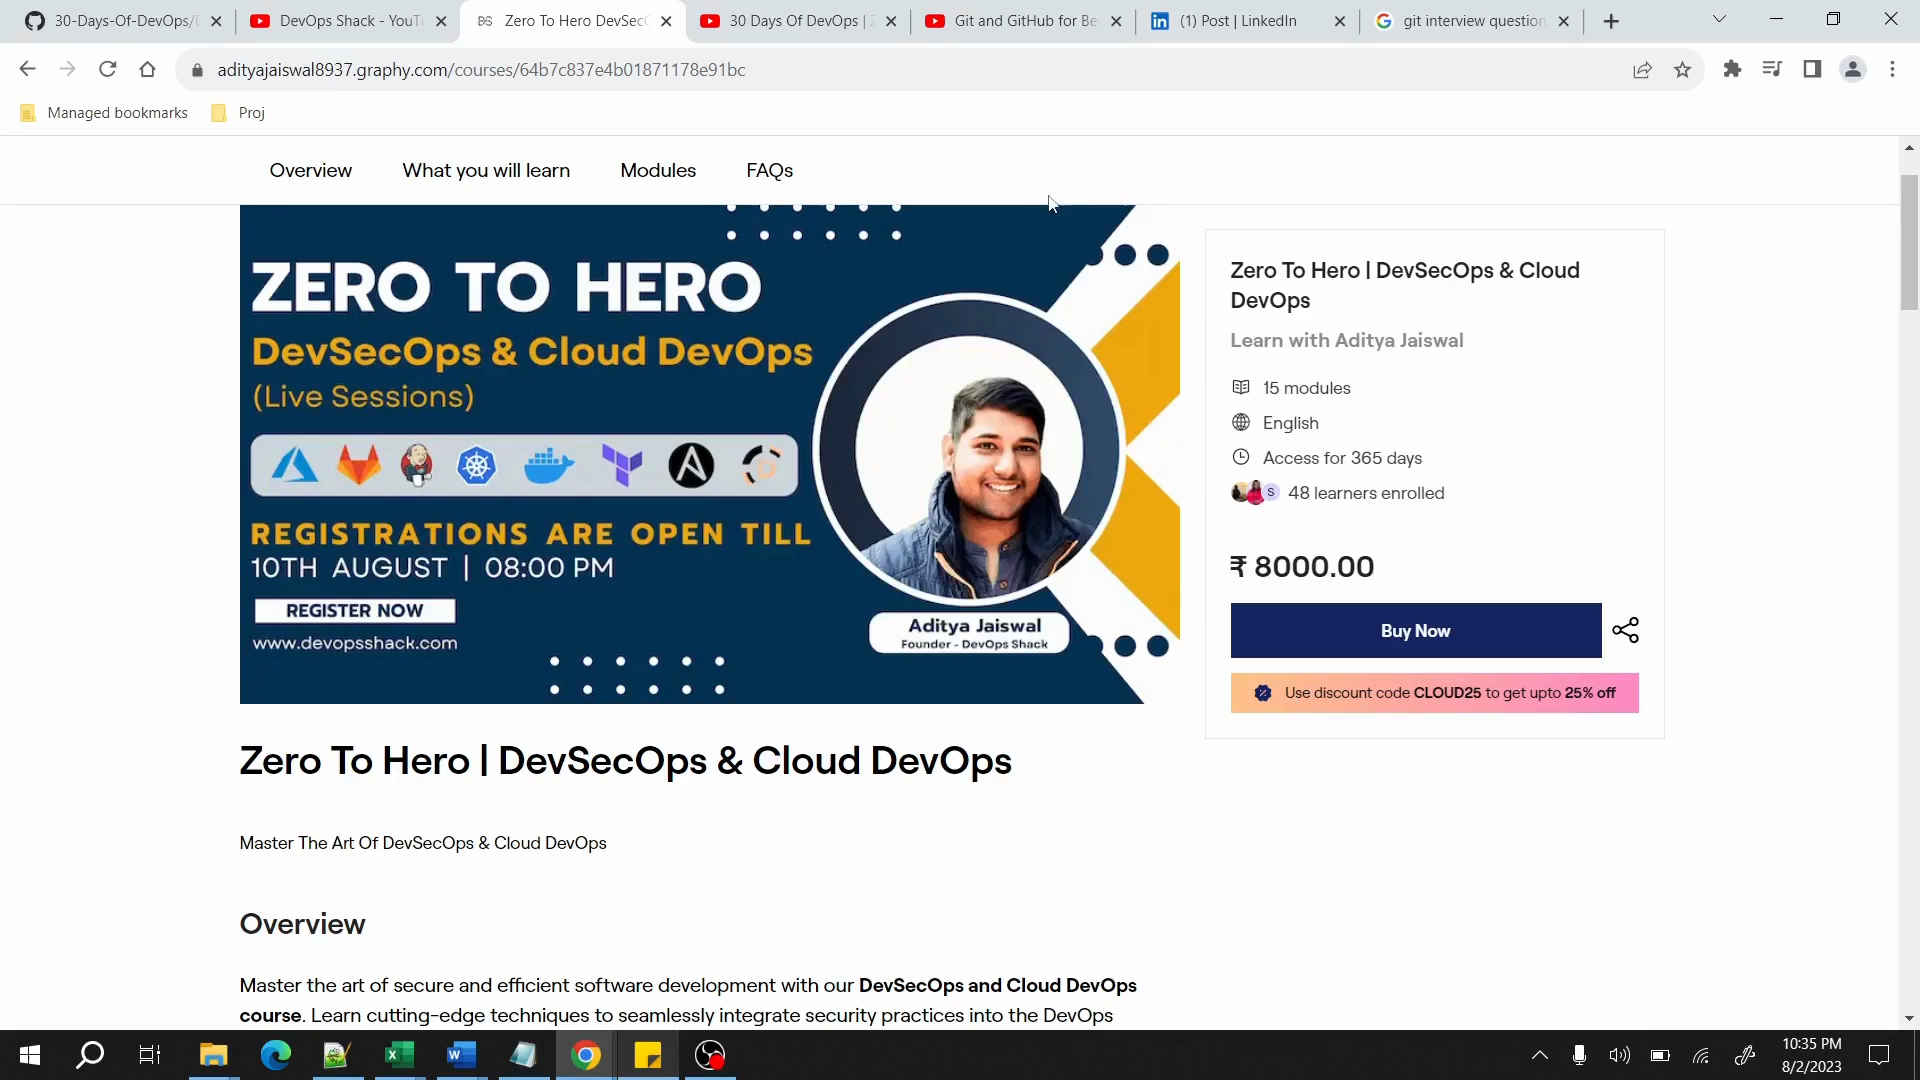 30-Days-Of-DevOps/
DevOps Shack - YouTu
Zero To Hero DevSecO
30 Days Of DevOps |
Git and GitHub for Be
(1) Post | LinkedIn
git interview question
adityajaiswal8937.graphy.com/courses/64b7c837e4b01871178e91bc
Managed bookmarks
Proj
Overview
What you will learn
Modules
FAQs
ZERO TO HERO
DevSecOps & Cloud DevOps
(Live Sessions)
REGISTRATIONS ARE OPEN TILL
10TH AUGUST | 08:00 PM
REGISTER NOW
www.devopsshack.com
Aditya Jaiswal
Founder - DevOps Shack
Zero To Hero | DevSecOps & Cloud
DevOps
Learn with Aditya Jaiswal
15 modules
English
Access for 365 days
S
48 learners enrolled
₹ 8000.00
Buy Now
Use discount code CLOUD25 to get upto 25% off
Zero To Hero | DevSecOps & Cloud DevOps
Master The Art Of DevSecOps & Cloud DevOps
Overview
Master the art of secure and efficient software development with our DevSecOps and Cloud DevOps
course. Learn cutting-edge techniques to seamlessly integrate security practices into the DevOps
10:35 PM
8/2/2023